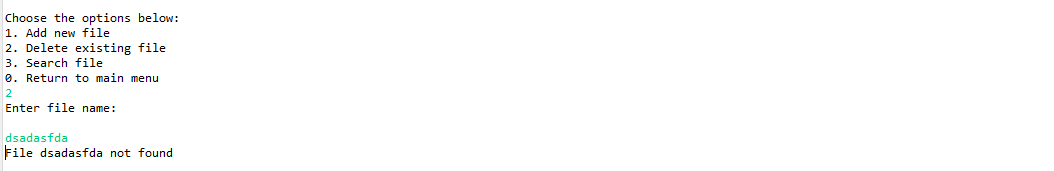 Choose the options below:
1. Add new file
2. Delete existing file
3. Search file
0. Return to main menu
2
Enter file name:
dsadasfda
File dsadasfda not found